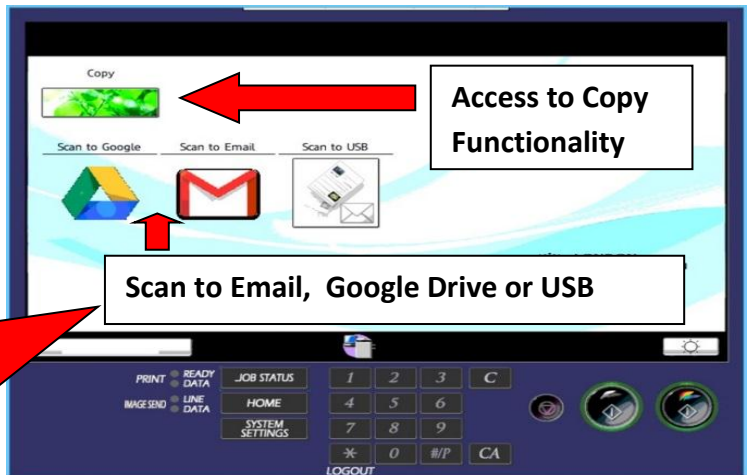 Copy
Access to Copy
Functionality
Scan to Google Scan to Email Scan to USB
Scan to Email, Google Drive or USB
PRINT READY JOB STATUS 1 2 3 C
DATA
IMAGE SEND LINE HOME 4 5 6
DATA
SYSTEM 7 8 9
SETTINGS
* 0 #/P CA
LOGOUT